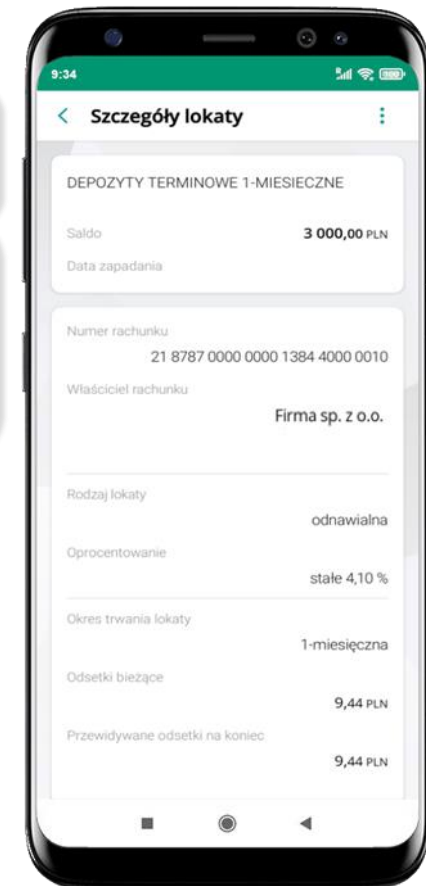 9:34
Szczegóły lokaty
DEPOZYTY TERMINOWE 1-MIESIECZNE
Saldo 3 000,00 PLN
Data zapadania
Numer rachunku
21 8787 0000 0000 1384 4000 0010
Właściciel rachunku
Firma sp. z o.o.
Rodzaj lokaty
odnawialna
Oprocentowanie
stałe 4,10 %
Okres trwania lokaty
1-miesięczna
Odsetki bieżące
9,44 PLN
Przewidywane odsetki na koniec
9,44 PLN